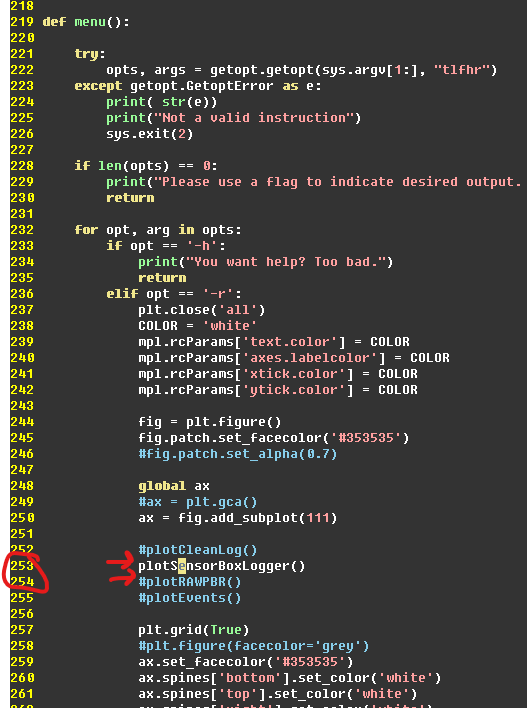 218
219 def menu():
220
221     try:
222         opts, args = getopt.getopt(sys.argv[1:], "tlfhr")
223     except getopt.GetoptError as e:
224         print( str(e))
225         print("Not a valid instruction")
226         sys.exit(2)
227
228     if len(opts) == 0:
229         print("Please use a flag to indicate desired output.
230         return
231
232     for opt, arg in opts:
233         if opt == '-h':
234             print("You want help? Too bad.")
235             return
236         elif opt == '-r':
237             plt.close('all')
238             COLOR = 'white'
239             mpl.rcParams['text.color'] = COLOR
240             mpl.rcParams['axes.labelcolor'] = COLOR
241             mpl.rcParams['xtick.color'] = COLOR
242             mpl.rcParams['ytick.color'] = COLOR
243
244             fig = plt.figure()
245             fig.patch.set_facecolor('#353535')
246             #fig.patch.set_alpha(0.7)
247
248             global ax
249             #ax = plt.gca()
250             ax = fig.add_subplot(111)
251
252             #plotCleanLog()
253             plotSensorBoxLogger()
254             #plotRAWPBR()
255             #plotEvents()
256
257             plt.grid(True)
258             #plt.figure(facecolor='grey')
259             ax.set_facecolor('#353535')
260             ax.spines['bottom'].set_color('white')
261             ax.spines['top'].set_color('white')